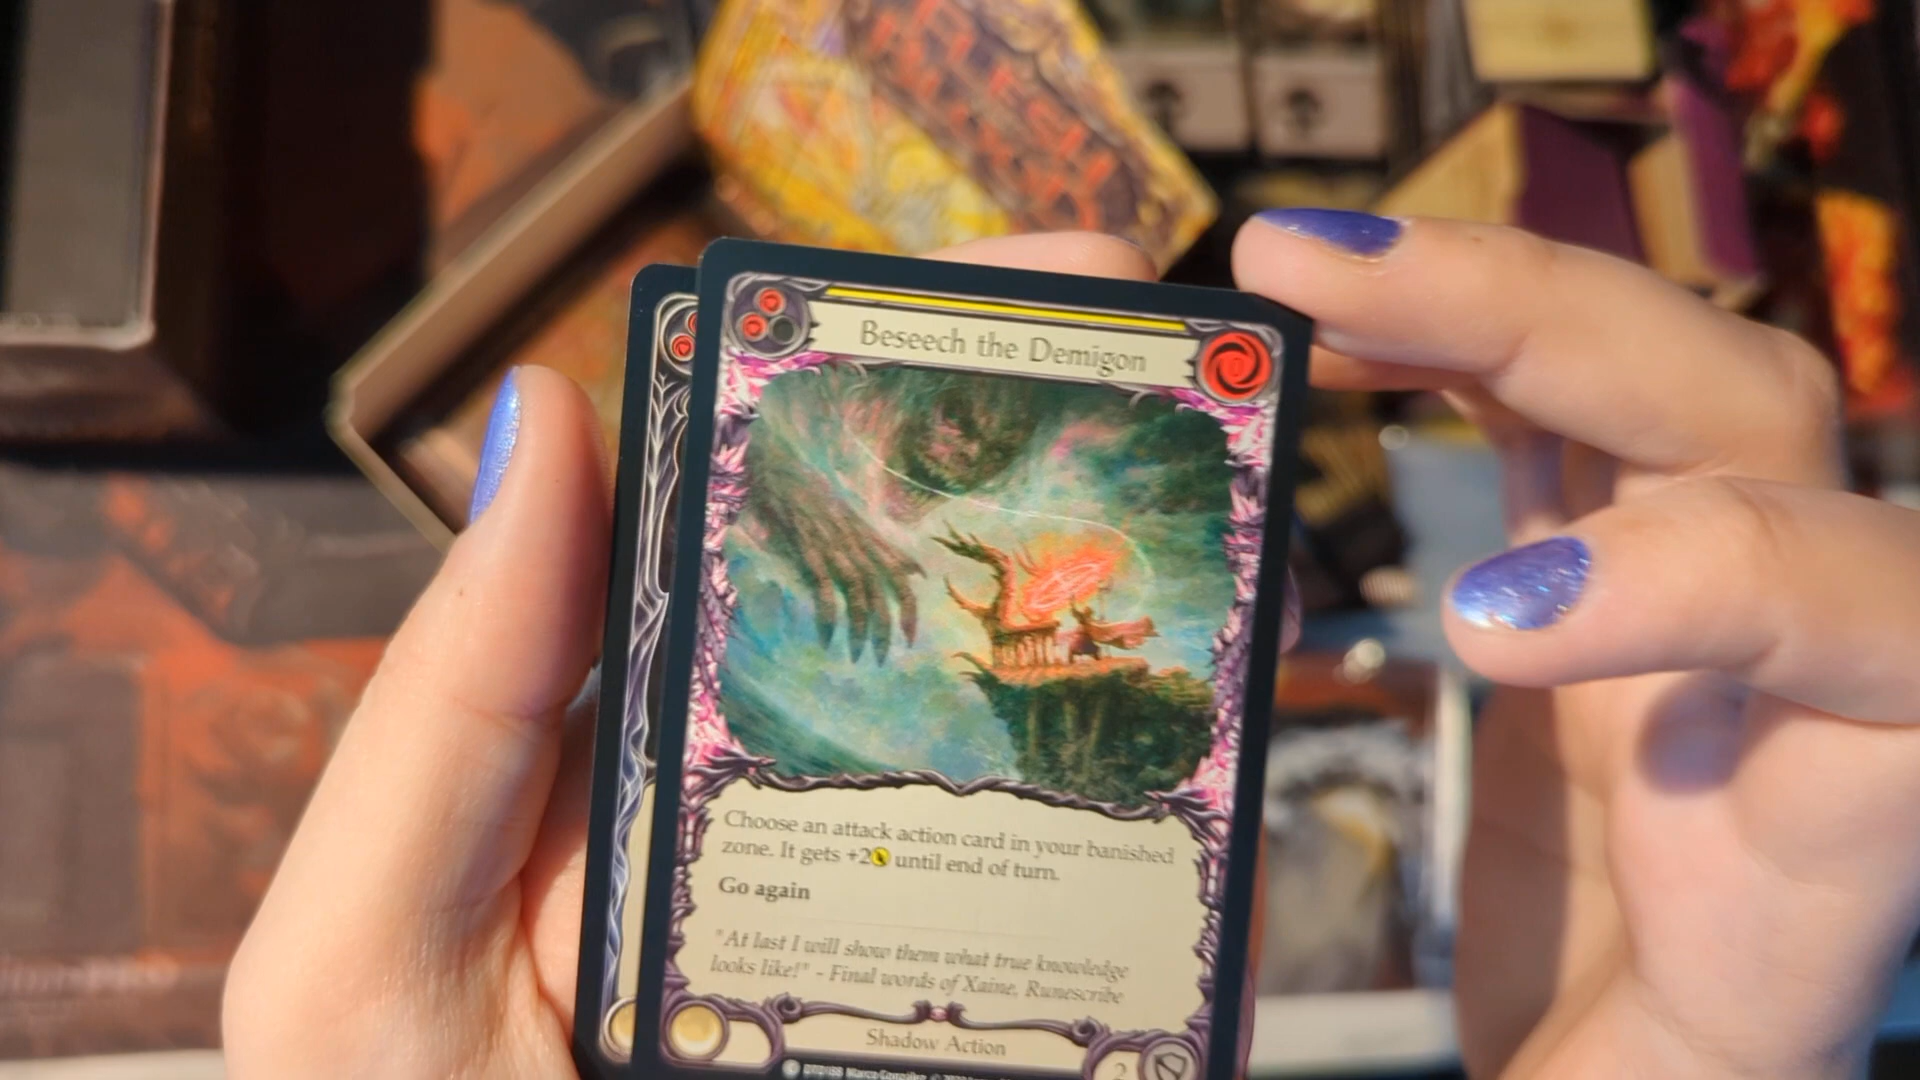 Beseech the Demigon
Choose an attack action card in your banished
zone. It gets +2 until end of turn.
Go again
"At last I will show them what true knowledge
looks like!" - Final words of Xaine, Runescribe
Shadow Action
2